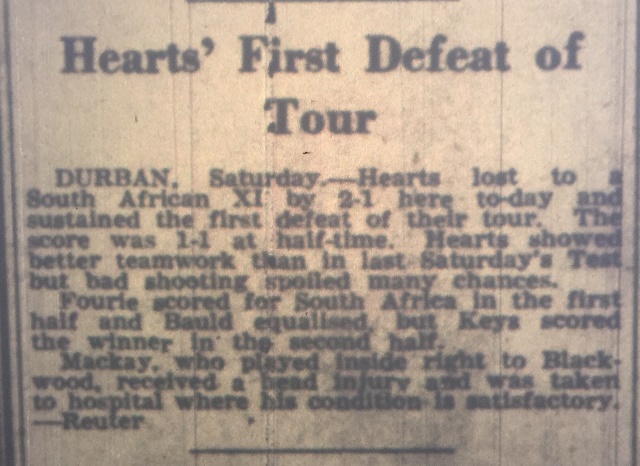 Hearts' First Defeat of
Tour
DURBAN, Saturday.—Hearts lost to a
South African XI by 2-1 here to-day and
sustained the first defeat of their tour. The
score was 1-1 at half-time. Hearts showed
better teamwork than in last Saturday's Test
but bad shooting spoiled many chances.
Fourie scored for South Africa in the first
half and Bauld equalised, but Keys scored
the winner in the second half.
Mackay, who played inside right to Black-
wood, received a head injury and was taken
to hospital where his condition is satisfactory.
—Reuter